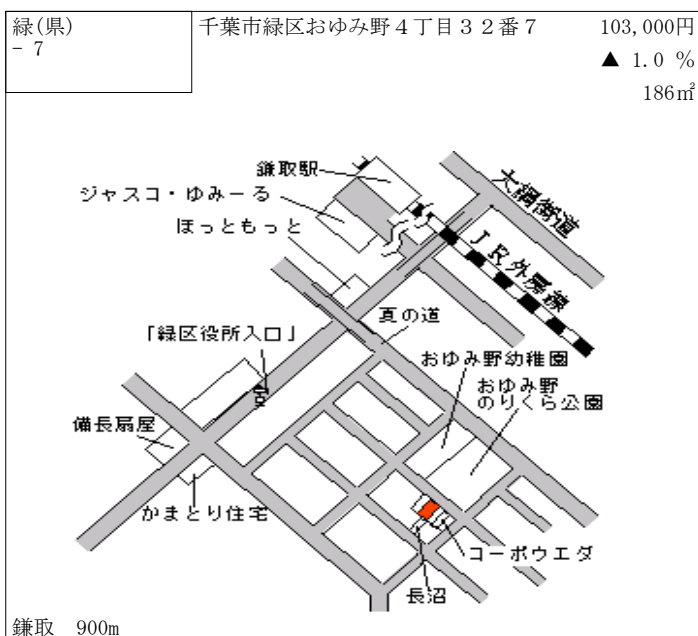 緑(県)
- 7
千葉市緑区おゆみ野４丁目３２番７
103,000円
▲ 1.0 %
186㎡
鎌取駅
ジャスコ・ゆみーる
ほっともっと
大網街道
ＪＲ外房線
真の道
「緑区役所入口」
おゆみ野幼稚園
おゆみ野
のりくら公園
備長扇屋
かまとり住宅
コーポウエダ
長沼
鎌取　900m